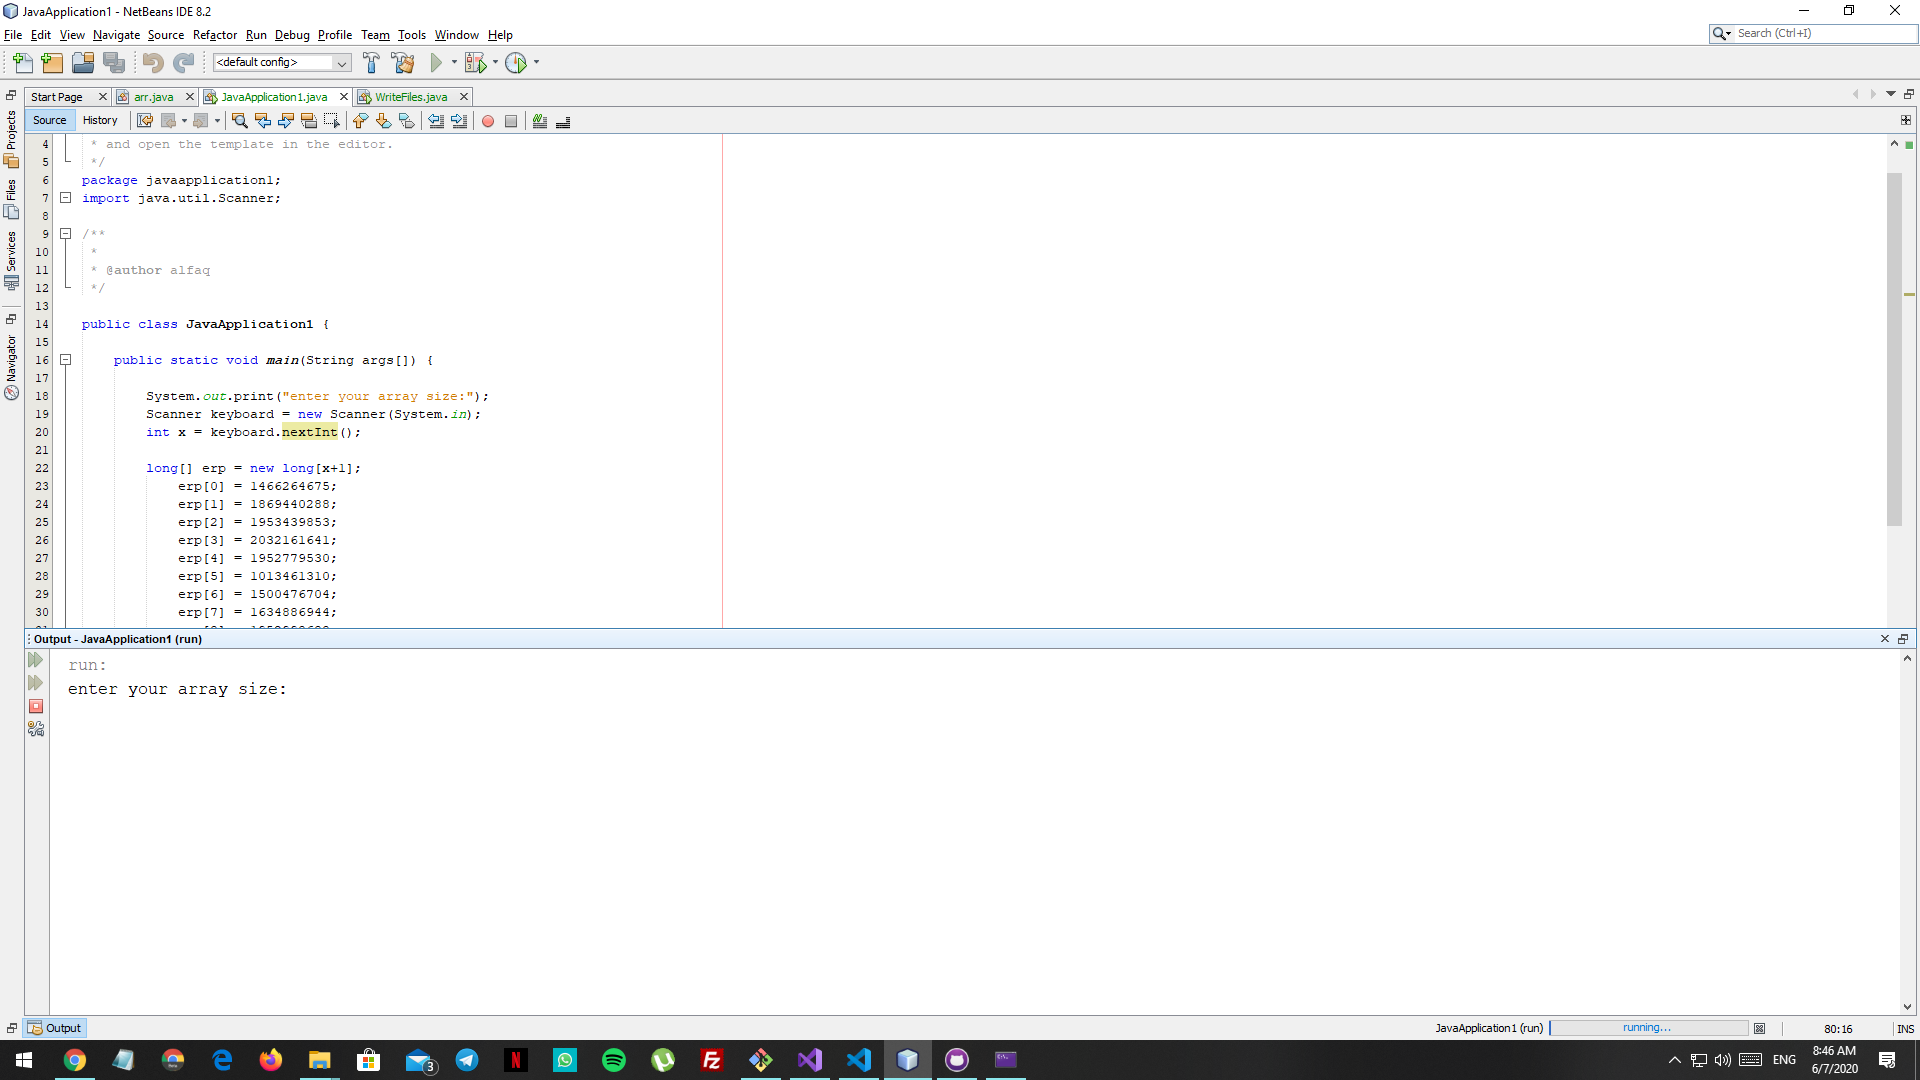 JavaApplication1 - NetBeans IDE 8.2
File Edit View Navigate Source Refactor Run Debug Profile Team Tools Window Help
Search (Ctrl+I)
<default config>
Start Page arr.java JavaApplication1.java WriteFiles.java
Source History
Projects
Files
Services
Navigator
4 * and open the template in the editor.
5 */
6 package javaapplication1;
7 import java.util.Scanner;
8
9 /**
10 *
11 * @author alfaq
12 */
13
14 public class JavaApplication1 {
15
16 public static void main(String args[]) {
17
18 System.out.print("enter your array size:");
19 Scanner keyboard = new Scanner(System.in);
20 int x = keyboard.nextInt();
21
22 long[] erp = new long[x+1];
23 erp[0] = 1466264675;
24 erp[1] = 1869440288;
25 erp[2] = 1953439853;
26 erp[3] = 2032161641;
27 erp[4] = 1952779530;
28 erp[5] = 1013461310;
29 erp[6] = 1500476704;
30 erp[7] = 1634886944;
Output - JavaApplication1 (run)
run:
enter your array size:
Output
JavaApplication1 (run) running... 80:16 INS
3
ENG
8:46 AM
6/7/2020